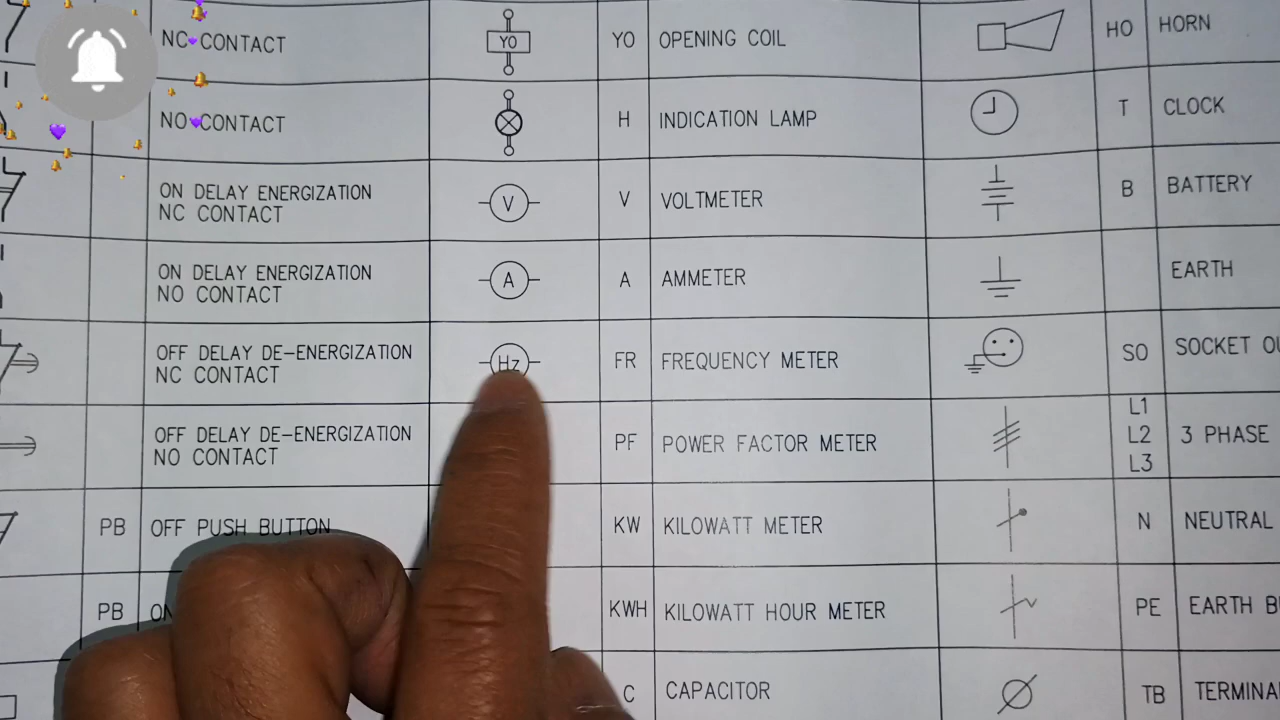 NC CONTACT YO YO OPENING COIL HO HORN
NO CONTACT H INDICATION LAMP T CLOCK
ON DELAY ENERGIZATION
NC CONTACT
V V VOLTMETER B BATTERY
ON DELAY ENERGIZATION
NO CONTACT
A A AMMETER EARTH
OFF DELAY DE-ENERGIZATION
NC CONTACT
Hz FR FREQUENCY METER SO SOCKET
OFF DELAY DE-ENERGIZATION
NO CONTACT
PF POWER FACTOR METER
L1
L2
L3
3 PHASE
PB OFF PUSH BUTTON KW KILOWATT METER N NEUTRAL
PB KWH KILOWATT HOUR METER PE EARTH
C CAPACITOR TB